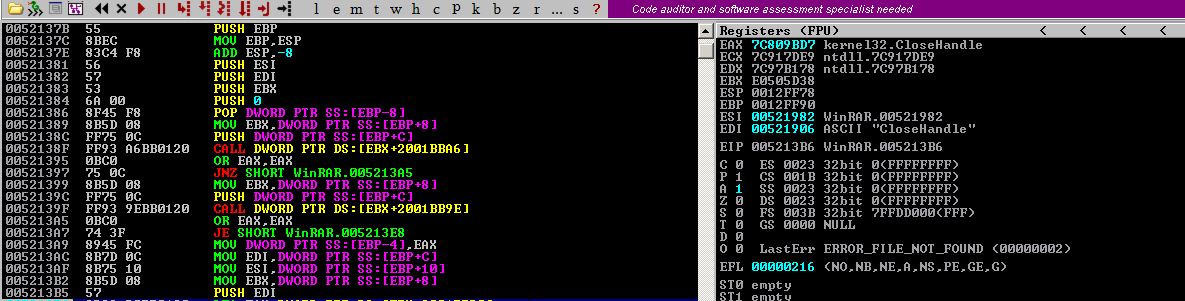 l e m t w h c p k b z r ... s ?
Code auditor and software assessment specialist needed
0052137B 55 PUSH EBP
0052137C 8BEC MOV EBP,ESP
0052137E 83C4 F8 ADD ESP,-8
00521381 56 PUSH ESI
00521382 57 PUSH EDI
00521383 53 PUSH EBX
00521384 6A 00 PUSH 0
00521386 8F45 F8 POP DWORD PTR SS:[EBP-8]
00521389 8B5D 08 MOV EBX,DWORD PTR SS:[EBP+8]
0052138C FF75 0C PUSH DWORD PTR SS:[EBP+C]
0052138F FF93 A6BB0120 CALL DWORD PTR DS:[EBX+2001BBA6]
00521395 0BC0 OR EAX,EAX
00521397 75 0C JNZ SHORT WinRAR.005213A5
00521399 8B5D 08 MOV EBX,DWORD PTR SS:[EBP+8]
0052139C FF75 0C PUSH DWORD PTR SS:[EBP+C]
0052139F FF93 9EBB0120 CALL DWORD PTR DS:[EBX+2001BB9E]
005213A5 0BC0 OR EAX,EAX
005213A7 74 3F JE SHORT WinRAR.005213E8
005213A9 8945 FC MOV DWORD PTR SS:[EBP-4],EAX
005213AC 8B7D 0C MOV EDI,DWORD PTR SS:[EBP+C]
005213AF 8B75 10 MOV ESI,DWORD PTR SS:[EBP+10]
005213B2 8B5D 08 MOV EBX,DWORD PTR SS:[EBP+8]
005213B5 57 PUSH EDI
Registers (FPU) < < < <
EAX 7C809BD7 kernel32.CloseHandle
ECX 7C917DE9 ntdll.7C917DE9
EDX 7C97B178 ntdll.7C97B178
EBX E0505D38
ESP 0012FF78
EBP 0012FF90
ESI 00521982 WinRAR.00521982
EDI 00521906 ASCII "CloseHandle"
EIP 005213B6 WinRAR.005213B6
C 0 ES 0023 32bit 0(FFFFFFFF)
P 1 CS 001B 32bit 0(FFFFFFFF)
A 1 SS 0023 32bit 0(FFFFFFFF)
Z 0 DS 0023 32bit 0(FFFFFFFF)
S 0 FS 003B 32bit 7FFDD000(FFF)
T 0 GS 0000 NULL
D 0
O 0 LastErr ERROR_FILE_NOT_FOUND (00000002)
EFL 00000216 (NO,NB,NE,A,NS,PE,GE,G)
ST0 empty
ST1 empty